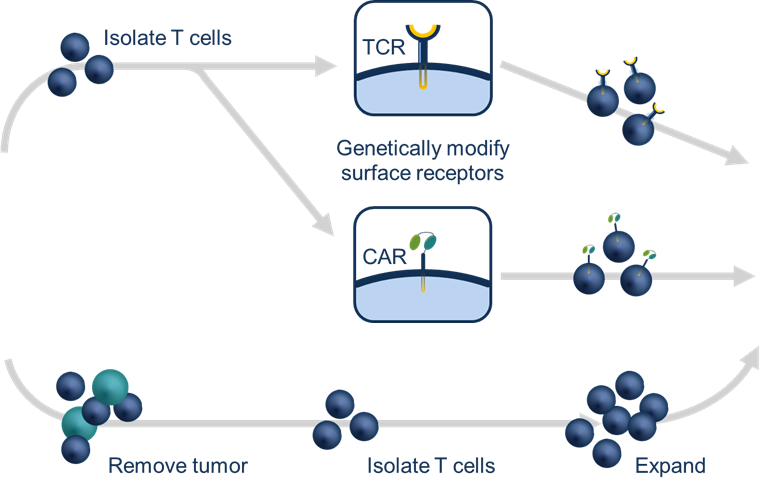 Isolate T cells
TCR
Genetically modify
surface receptors
CAR
Remove tumor
Isolate T cells
Expand